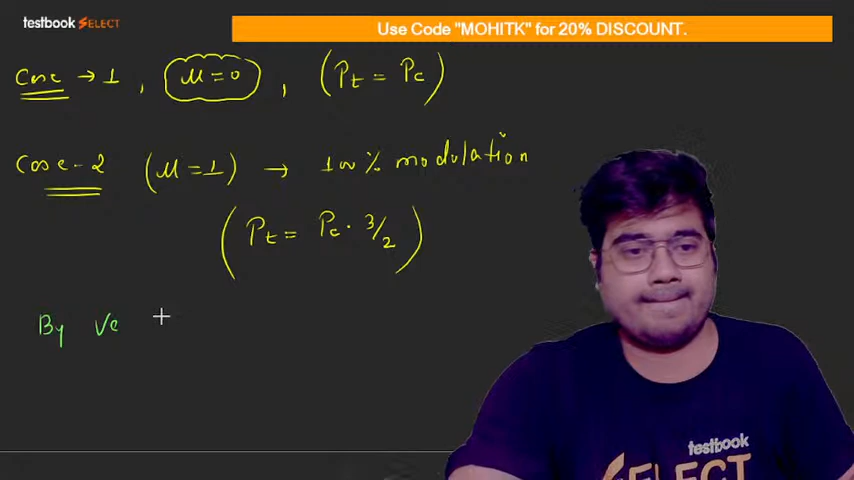 testbook SELECT
Use Code "MOHITK" for 20% DISCOUNT.
Case → 1 , μ = 0 , (Pt = Pc)
Case - 2 (μ = 1) → 100 % modulation
(Pt = Pc · 3/2)
By Ve
testbook
SELECT